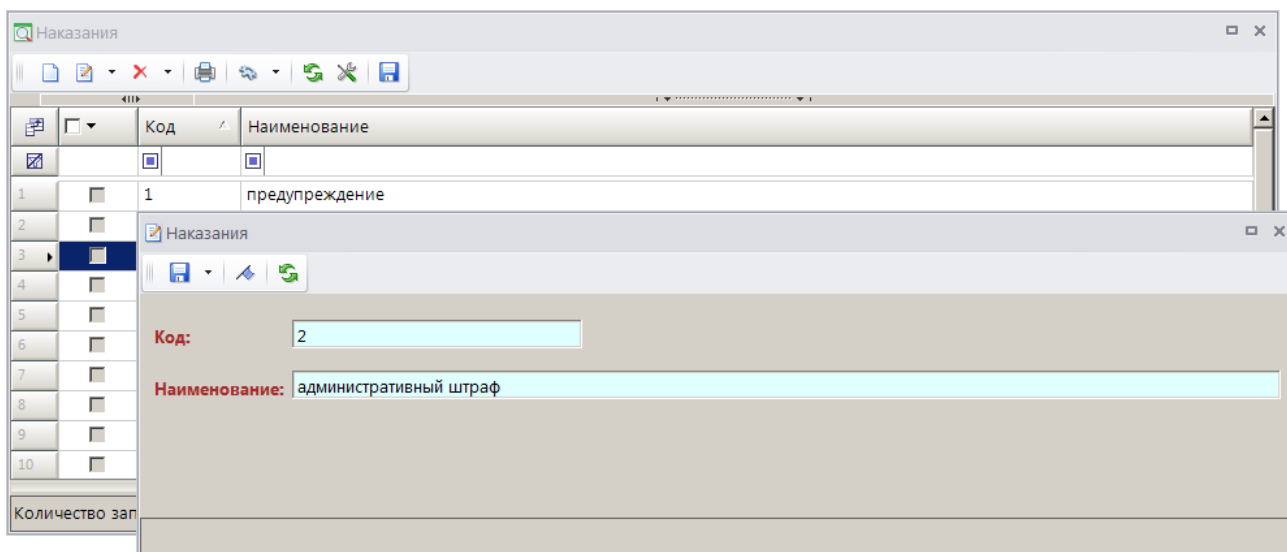 Наказания
Код Наименование
1 1 предупреждение
2
Наказания
3
4
5
Код: 2
6
7
Наименование: административный штраф
8
9
10
Количество зап